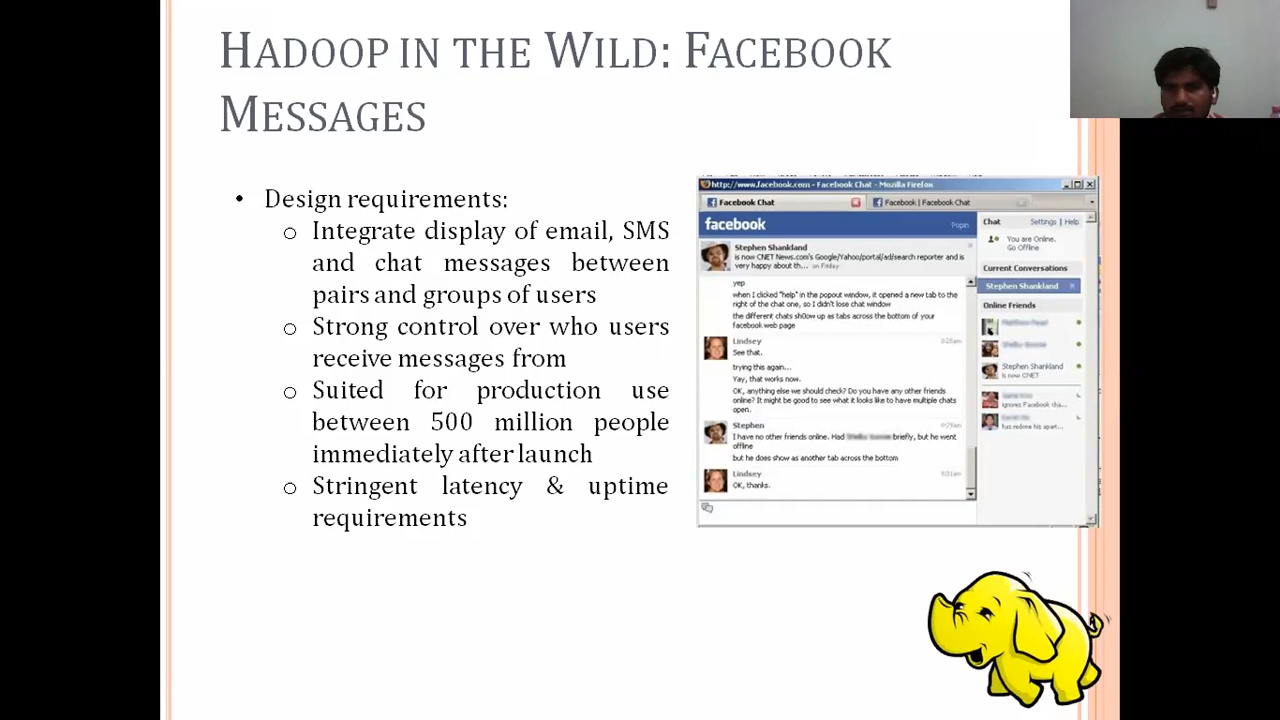 HADOOP IN THE WILD: FACEBOOK
MESSAGES
• Design requirements:
o Integrate display of email, SMS
and chat messages between
pairs and groups of users
o Strong control over who users
receive messages from
o Suited for production use
between 500 million people
immediately after launch
o Stringent latency & uptime
requirements
http://www.facebook.com - Facebook Chat - Mozilla Firefox
Facebook Chat
Facebook | Facebook Chat
facebook
Popin
Stephen Shankland
is now CNET News.com's Google/Yahoo/portal/ad/search reporter and is
very happy about th... - on Friday
yep
when I clicked "help" in the popout window, it opened a new tab to the
right of the chat one, so I didn't lose chat window
the different chats sh0ow up as tabs across the bottom of your
facebook web page
Lindsey
See that.
trying this again...
Yay, that works now.
OK, anything else we should check? Do you have any other friends
online? It might be good to see what it looks like to have multiple chats
open.
Stephen
I have no other friends online. Had briefly, but he went
offline
but he does show as another tab across the bottom
Lindsey
OK, thanks.
Chat
Settings | Help
You are Online.
Go Offline
Current Conversations
Stephen Shankland
Online Friends
Stephen Shankland
is now CNET
ignores Facebook cha...
has redone his apart...